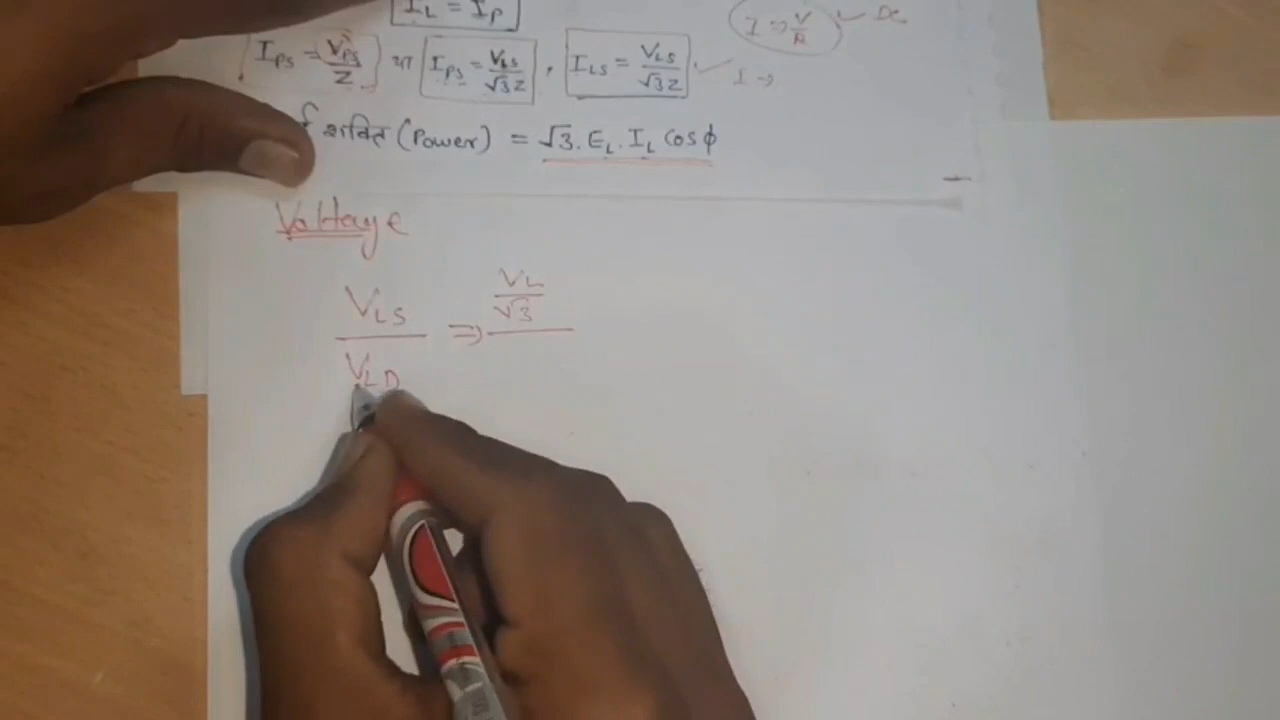 I_L = I_P
I ⇒ V/R ✓ DC
I_PS = V_PS/Z या I_PS = V_LS/√3Z , I_LS = V_LS/√3Z ✓ I ⇒
शक्ति (Power) = √3. E_L. I_L Cos ϕ
Voltage
V_LS/V_LD ⇒ V_L/√3